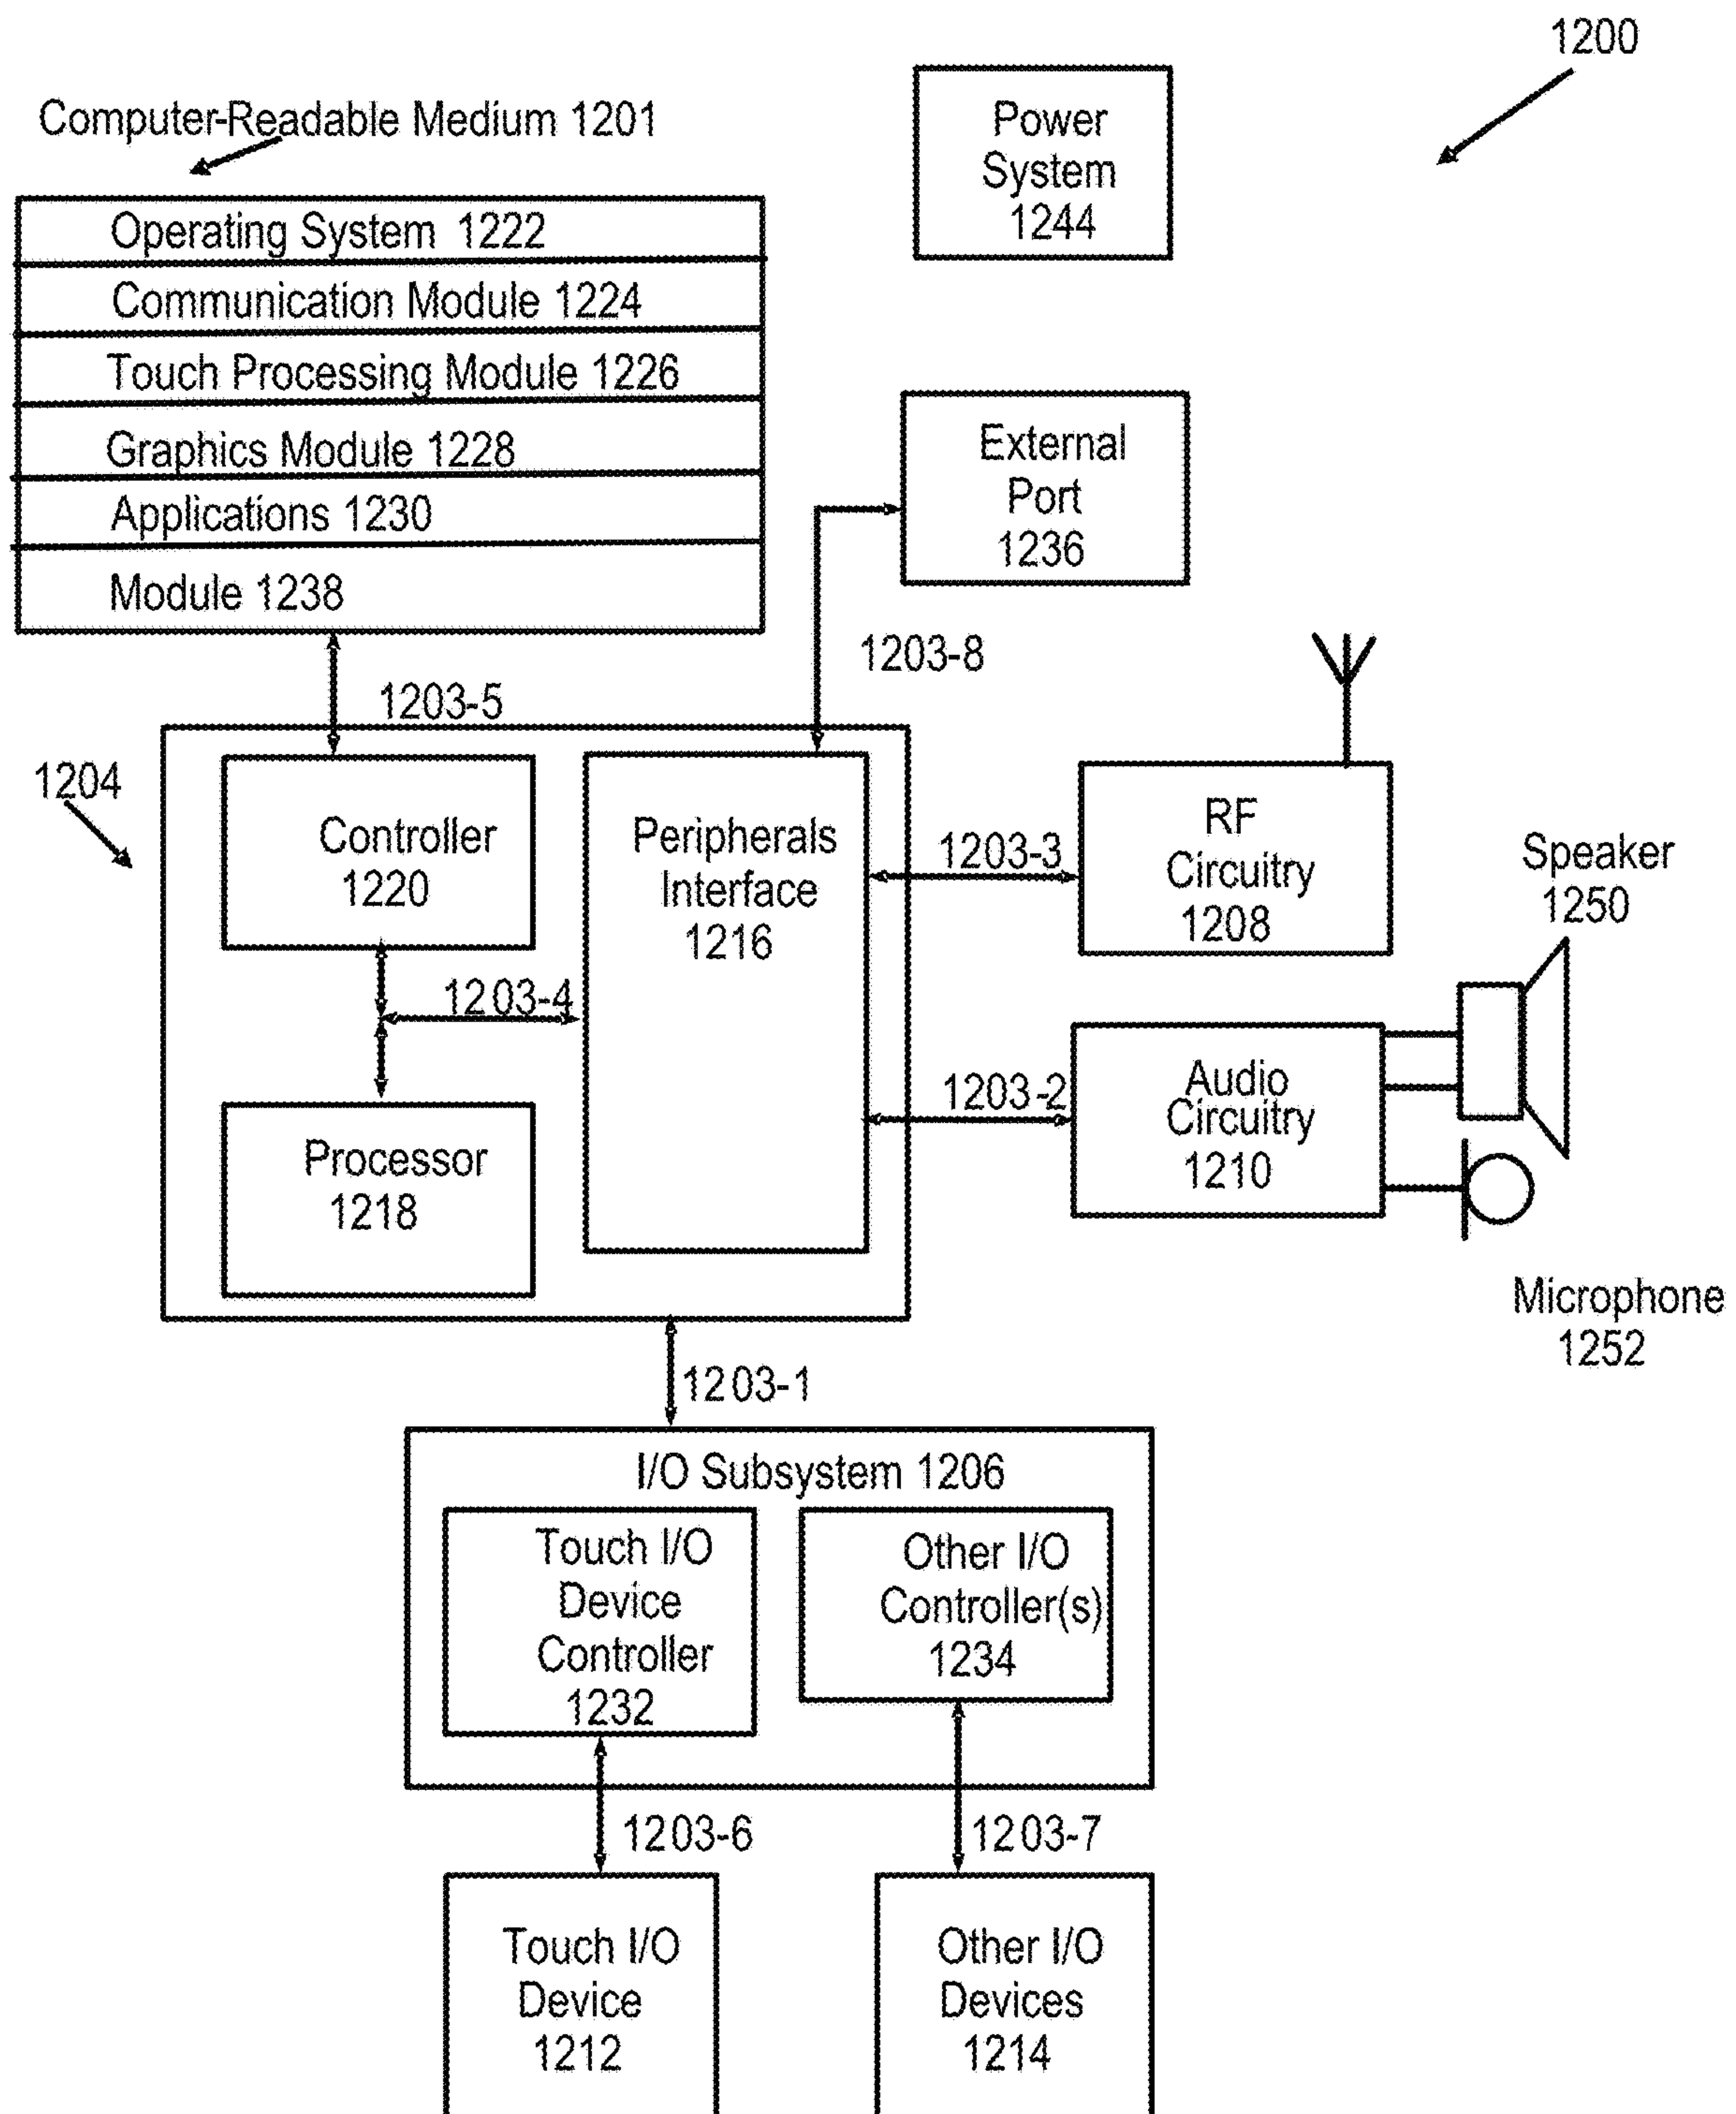 1200
Computer-Readable Medium 1201
Power
System
1244
Operating System 1222
Communication Module 1224
Touch Processing Module 1226
Graphics Module 1228
Applications 1230
Module 1238
External
Port
1236
1203-8
1203-5
1204
Controller
1220
Peripherals
Interface
1216
1203-3
RF
Circuitry
1208
Speaker
1250
1203-4
1203-2
Audio
Circuitry
1210
Processor
1218
Microphone
1252
1203-1
I/O Subsystem 1206
Touch I/O
Device
Controller
1232
Other I/O
Controller(s)
1234
1203-6
1203-7
Touch I/O
Device
1212
Other I/O
Devices
1214